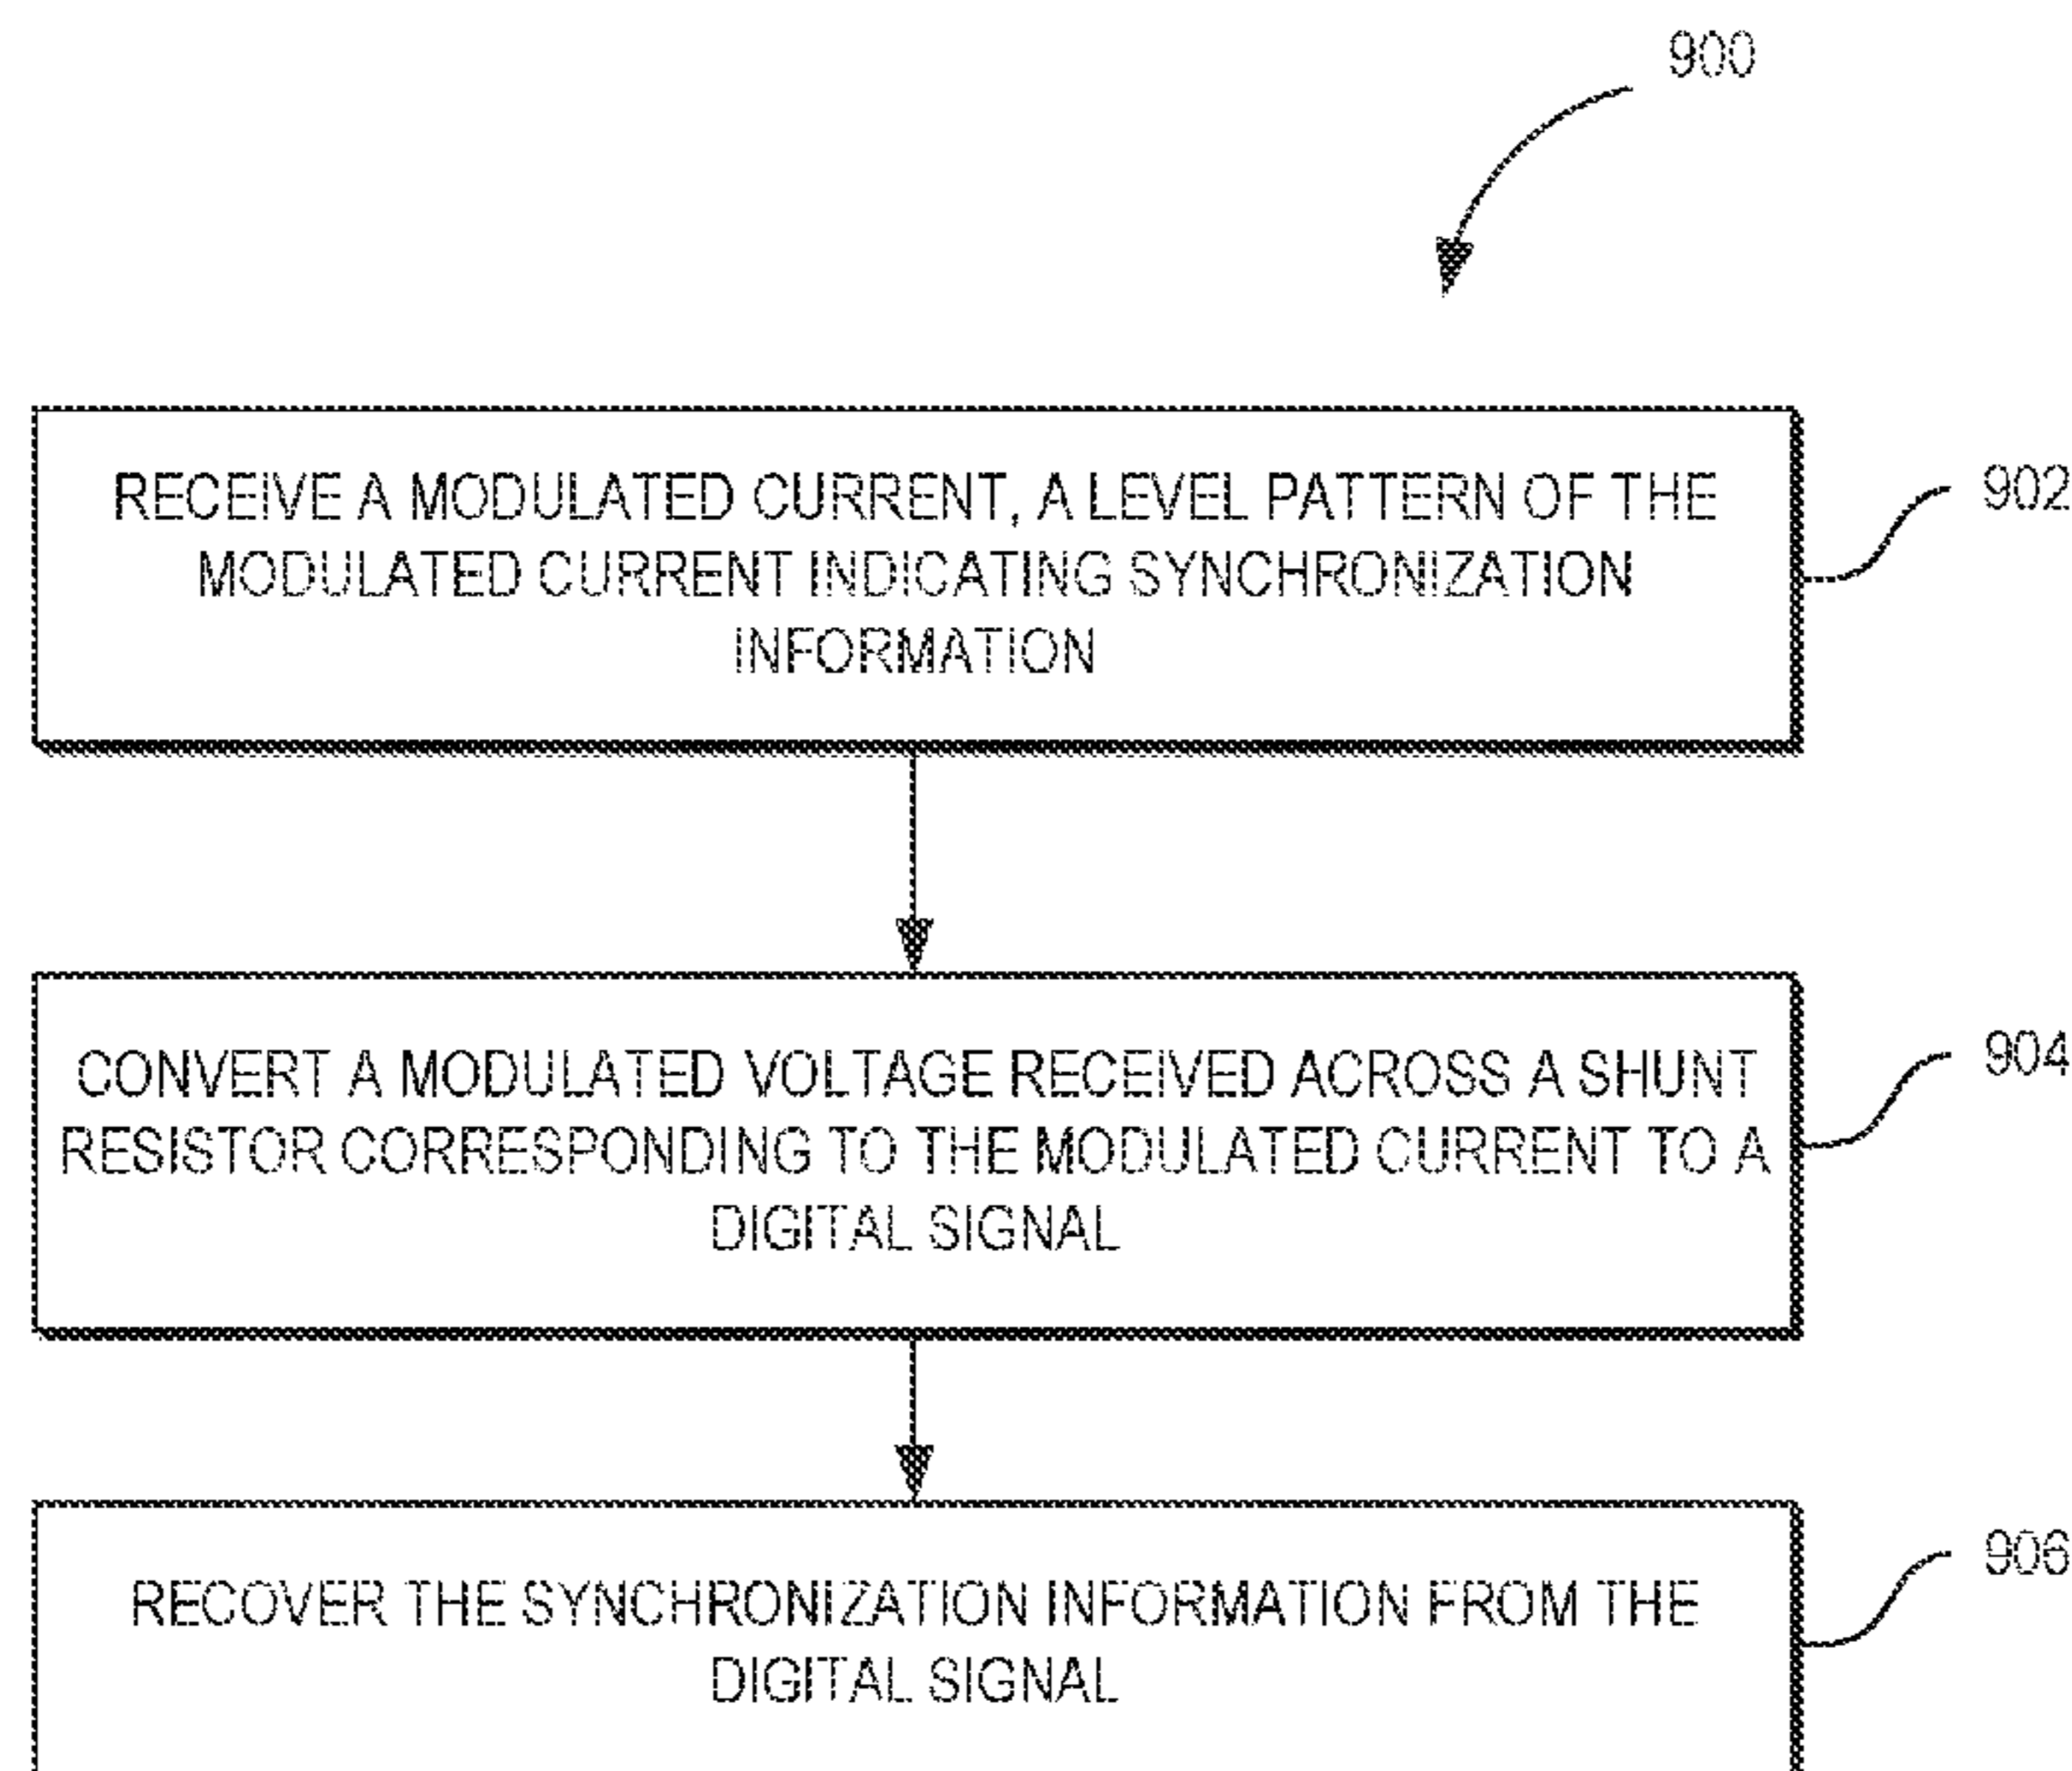 900
RECEIVE A MODULATED CURRENT, A LEVEL PATTERN OF THE
MODULATED CURRENT INDICATING SYNCHRONIZATION
INFORMATION
902
CONVERT A MODULATED VOLTAGE RECEIVED ACROSS A SHUNT
RESISTOR CORRESPONDING TO THE MODULATED CURRENT TO A
DIGITAL SIGNAL
904
RECOVER THE SYNCHRONIZATION INFORMATION FROM THE
DIGITAL SIGNAL
906